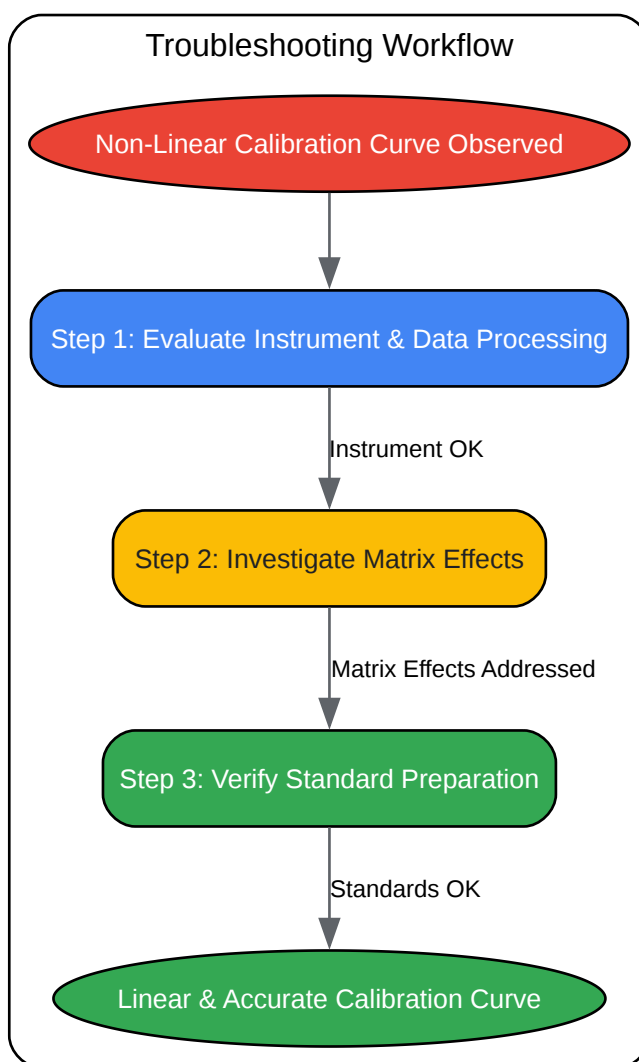 Troubleshooting Workflow
Non-Linear Calibration Curve Observed
Step 1: Evaluate Instrument & Data Processing
Instrument OK
Step 2: Investigate Matrix Effects
Matrix Effects Addressed
Step 3: Verify Standard Preparation
Standards OK
Linear & Accurate Calibration Curve